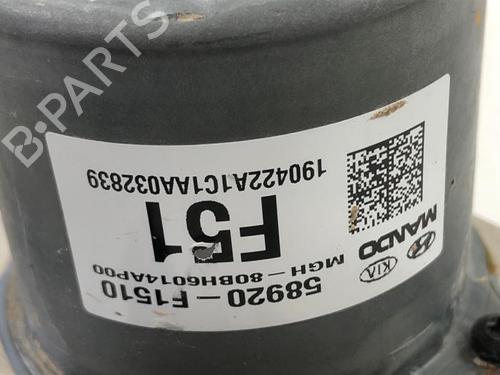 190422A1C1AA032839
F51
58920-F1510
MGH-80BH6014AP00
MANDO
KIA
B-PARTS